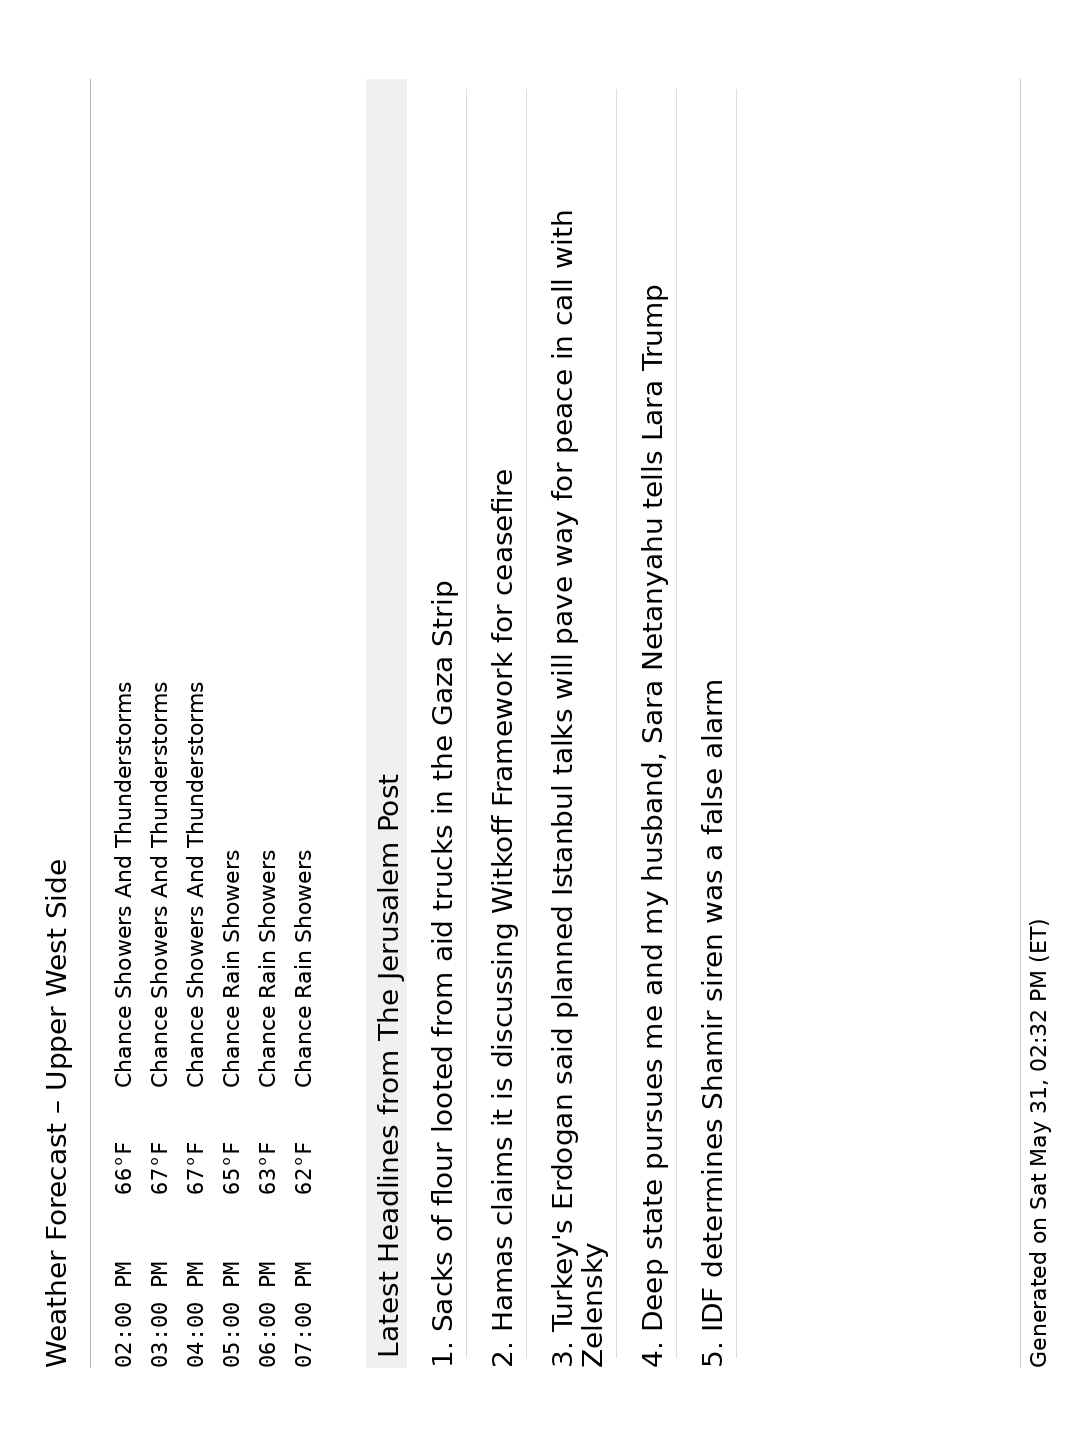 Weather Forecast – Upper West Side
02:00 PM 66°F Chance Showers And Thunderstorms
03:00 PM 67°F Chance Showers And Thunderstorms
04:00 PM 67°F Chance Showers And Thunderstorms
05:00 PM 65°F Chance Rain Showers
06:00 PM 63°F Chance Rain Showers
07:00 PM 62°F Chance Rain Showers
Latest Headlines from The Jerusalem Post
1. Sacks of flour looted from aid trucks in the Gaza Strip
2. Hamas claims it is discussing Witkoff Framework for ceasefire
3. Turkey's Erdogan said planned Istanbul talks will pave way for peace in call with
Zelensky
4. Deep state pursues me and my husband, Sara Netanyahu tells Lara Trump
5. IDF determines Shamir siren was a false alarm
Generated on Sat May 31, 02:32 PM (ET)